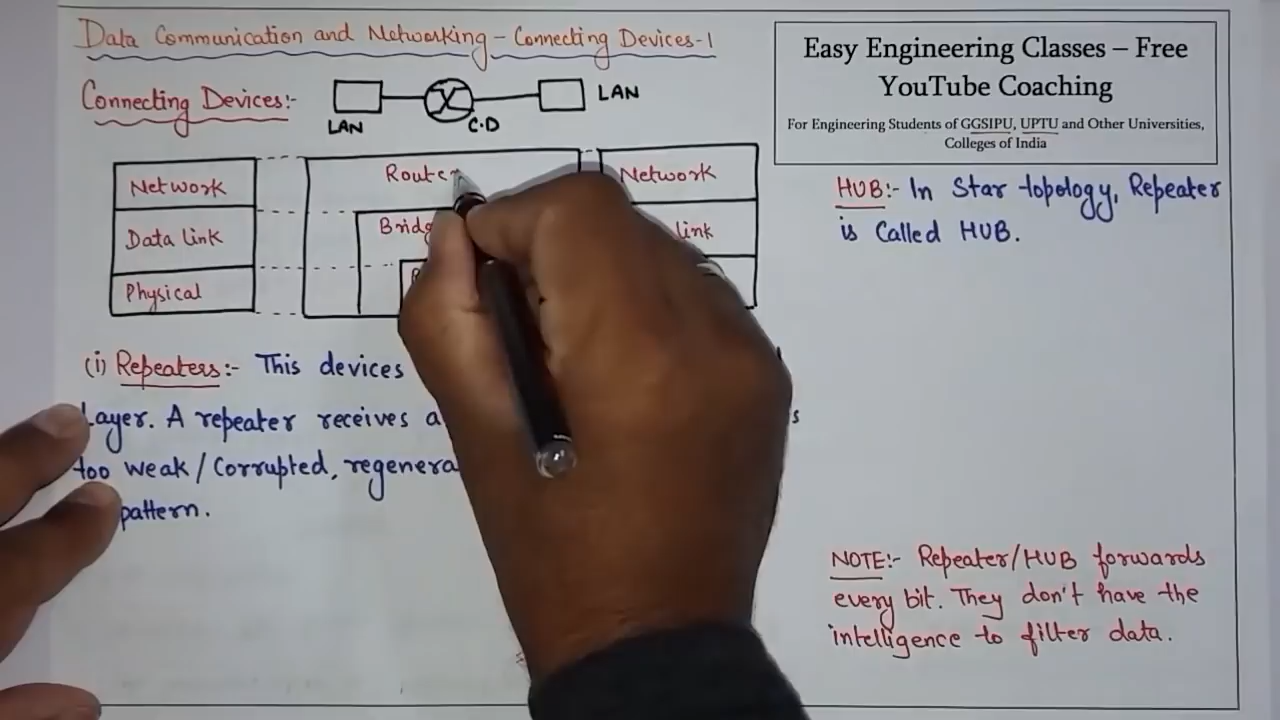 Data Communication and Networking - Connecting Devices-1
Easy Engineering Classes – Free
YouTube Coaching
For Engineering Students of GGSIPU, UPTU and Other Universities,
Colleges of India
Connecting Devices:-
LAN
C.D
LAN
Network
Data link
Physical
Router
Network
link
HUB:- In Star topology, Repeater
is Called HUB.
(i) Repeaters:- This devices
Layer. A repeater receives a
too weak/Corrupted,
pattern.
NOTE:- Repeater/HUB forwards
every bit. They don't have the
intelligence to filter data.